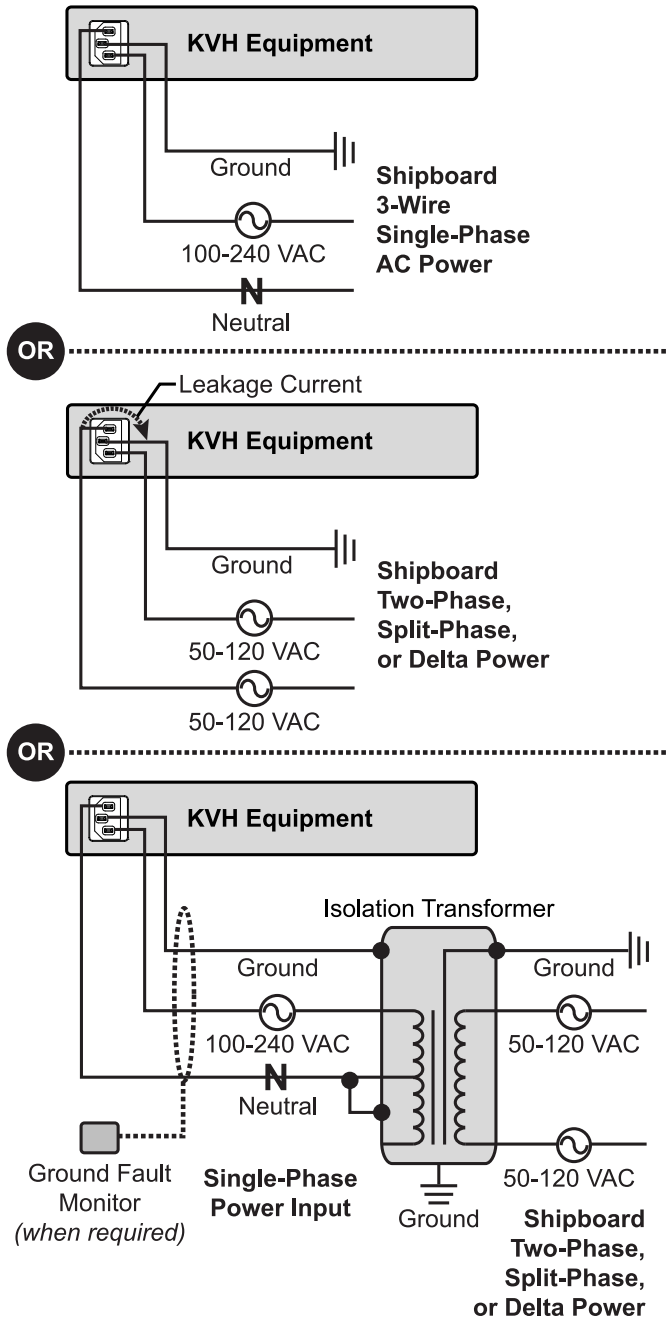 KVH Equipment
Ground
Shipboard
3-Wire
Single-Phase
AC Power
100-240 VAC
N
Neutral
OR
Leakage Current
KVH Equipment
Ground
Shipboard
Two-Phase,
Split-Phase,
or Delta Power
50-120 VAC
50-120 VAC
OR
KVH Equipment
Isolation Transformer
Ground
Ground
100-240 VAC
50-120 VAC
N
Neutral
Ground Fault
Monitor
(when required)
Single-Phase
Power Input
Ground
50-120 VAC
Shipboard
Two-Phase,
Split-Phase,
or Delta Power